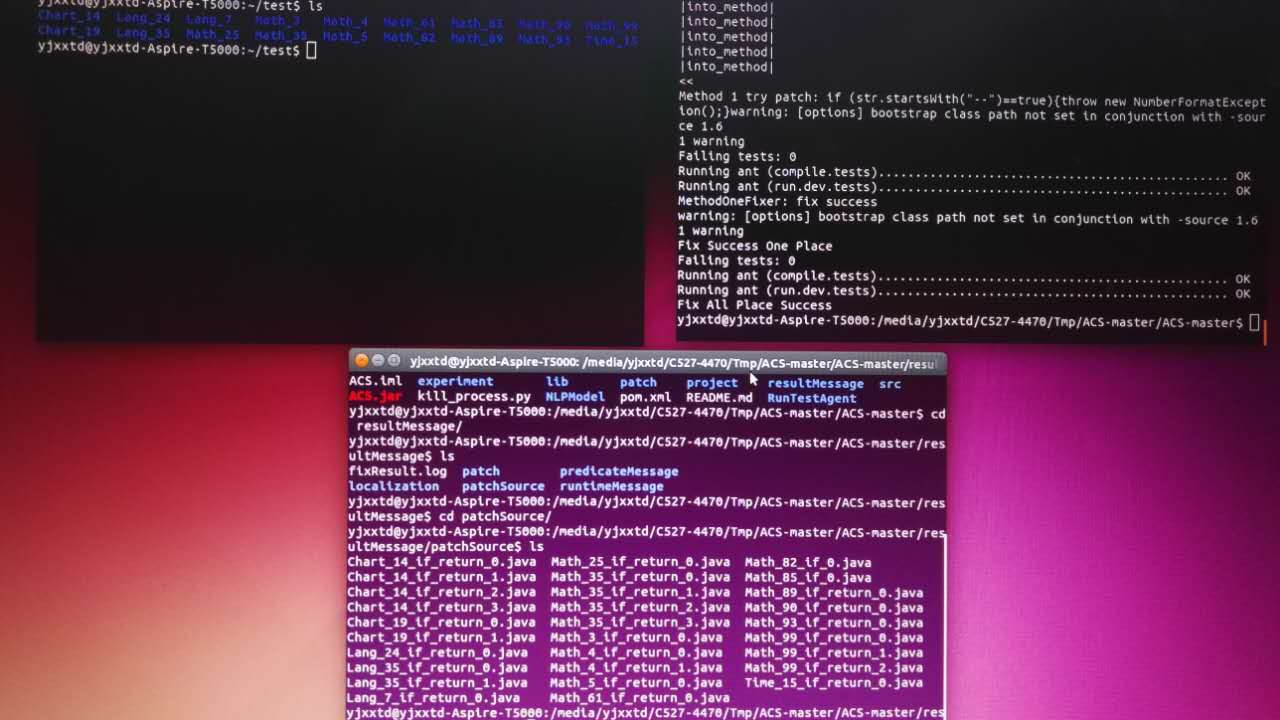 yjxxtd@yjxxtd-Aspire-T5000:~/test$ ls
Chart_14 Lang_24 Lang_7 Math_3 Math_4 Math_61 Math_90 Math_99
Chart_19 Lang_35 Math_25 Math_35 Math_5 Math_82 Math_89 Math_93 Time_15
yjxxtd@yjxxtd-Aspire-T5000:~/test$
|into_method|
|into_method|
|into_method|
|into_method|
|into_method|
<<
Method 1 try patch: if (str.startsWith("--")==true){throw new NumberFormatExcept
ion();}warning: [options] bootstrap class path not set in conjunction with -sour
ce 1.6
1 warning
Failing tests: 0
Running ant (compile.tests)............................................... OK
Running ant (run.dev.tests)............................................... OK
MethodOneFixer: fix success
warning: [options] bootstrap class path not set in conjunction with -source 1.6
1 warning
Fix Success One Place
Failing tests: 0
Running ant (compile.tests)............................................... OK
Running ant (run.dev.tests)............................................... OK
Fix All Place Success
yjxxtd@yjxxtd-Aspire-T5000:/media/yjxxtd/C527-4470/Tmp/ACS-master/ACS-master$
yjxxtd@yjxxtd-Aspire-T5000: /media/yjxxtd/C527-4470/Tmp/ACS-master/ACS-master/resul
ACS.iml experiment lib patch project resultMessage src
ACS.jar kill_process.py NLPModel pom.xml README.md RunTestAgent
yjxxtd@yjxxtd-Aspire-T5000:/media/yjxxtd/C527-4470/Tmp/ACS-master/ACS-master$ cd
resultMessage/
yjxxtd@yjxxtd-Aspire-T5000:/media/yjxxtd/C527-4470/Tmp/ACS-master/ACS-master/res
ultMessage$ ls
fixResult.log patch predicateMessage
localization patchSource runtimeMessage
yjxxtd@yjxxtd-Aspire-T5000:/media/yjxxtd/C527-4470/Tmp/ACS-master/ACS-master/res
ultMessage$ cd patchSource/
yjxxtd@yjxxtd-Aspire-T5000:/media/yjxxtd/C527-4470/Tmp/ACS-master/ACS-master/res
ultMessage/patchSource$ ls
Chart_14_if_return_0.java Math_25_if_return_0.java Math_82_if_0.java
Chart_14_if_return_1.java Math_35_if_return_0.java Math_85_if_0.java
Chart_14_if_return_2.java Math_35_if_return_1.java Math_89_if_return_0.java
Chart_14_if_return_3.java Math_35_if_return_2.java Math_90_if_return_0.java
Chart_19_if_return_0.java Math_35_if_return_3.java Math_93_if_return_0.java
Chart_19_if_return_1.java Math_3_if_return_0.java Math_99_if_return_0.java
Lang_24_if_return_0.java Math_4_if_return_0.java Math_99_if_return_1.java
Lang_35_if_return_0.java Math_4_if_return_1.java Math_99_if_return_2.java
Lang_35_if_return_1.java Math_5_if_return_0.java Time_15_if_return_0.java
Lang_7_if_return_0.java Math_61_if_return_0.java
yjxxtd@yjxxtd-Aspire-T5000:/media/yjxxtd/C527-4470/Tmp/ACS-master/ACS-master/res